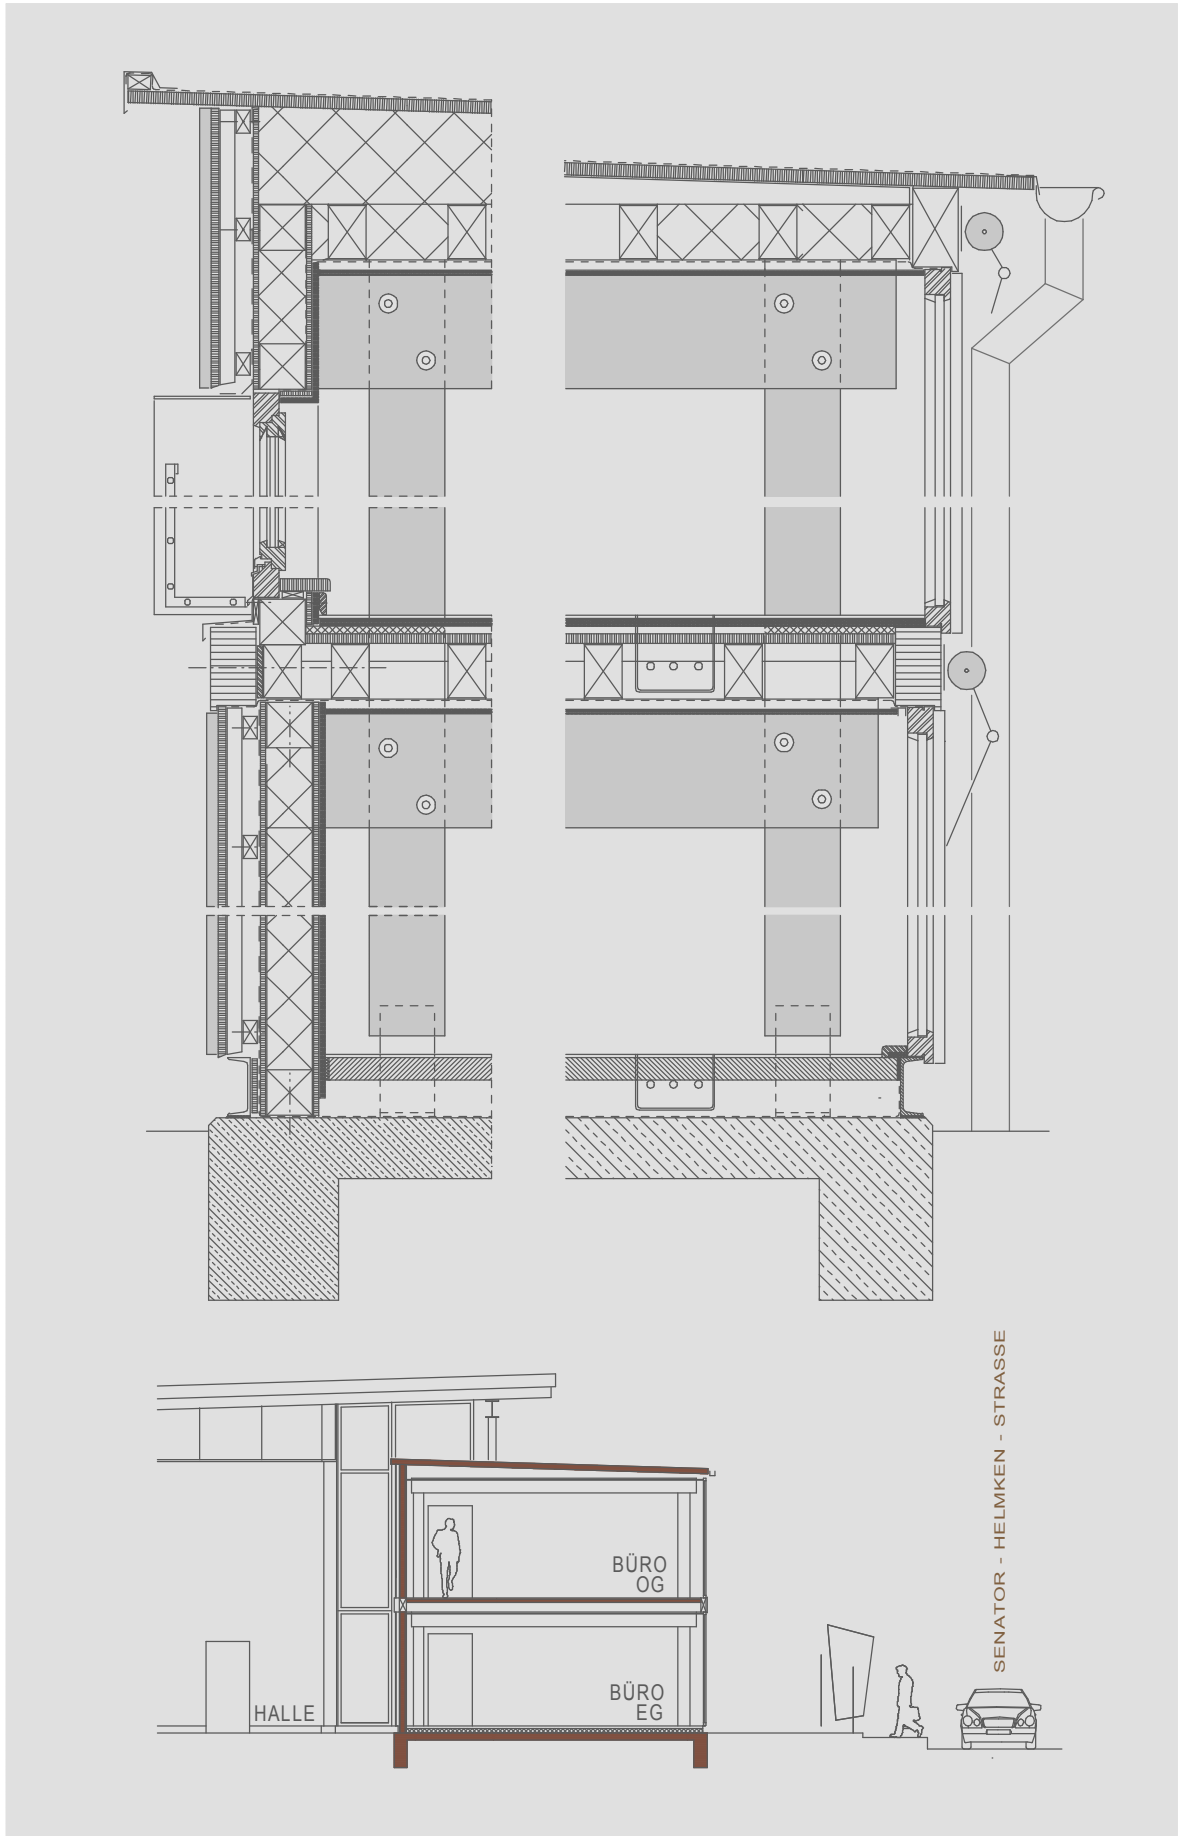 SENATOR - HELMKEN - STRASSE
BÜRO
OG
BÜRO
EG
HALLE